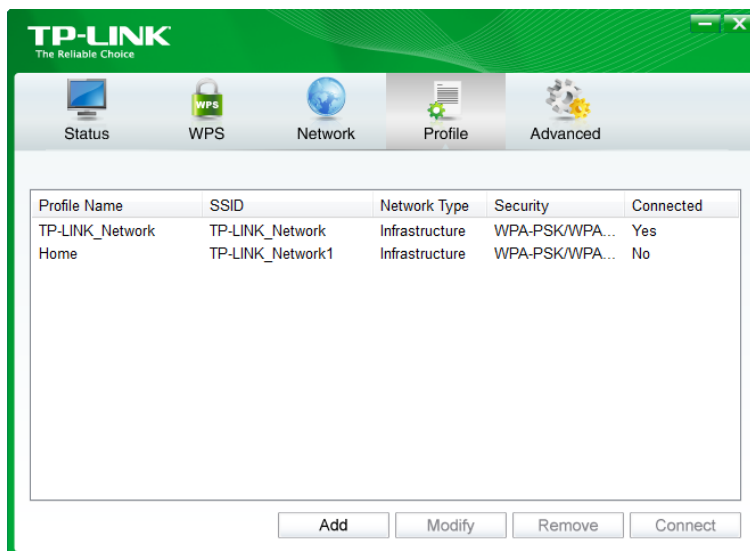 TP-LINK
The Reliable Choice
Status WPS WPS Network Profile Advanced
Profile Name SSID Network Type Security Connected
TP-LINK_Network TP-LINK_Network Infrastructure WPA-PSK/WPA... Yes
Home TP-LINK_Network1 Infrastructure WPA-PSK/WPA... No
Add Modify Remove Connect